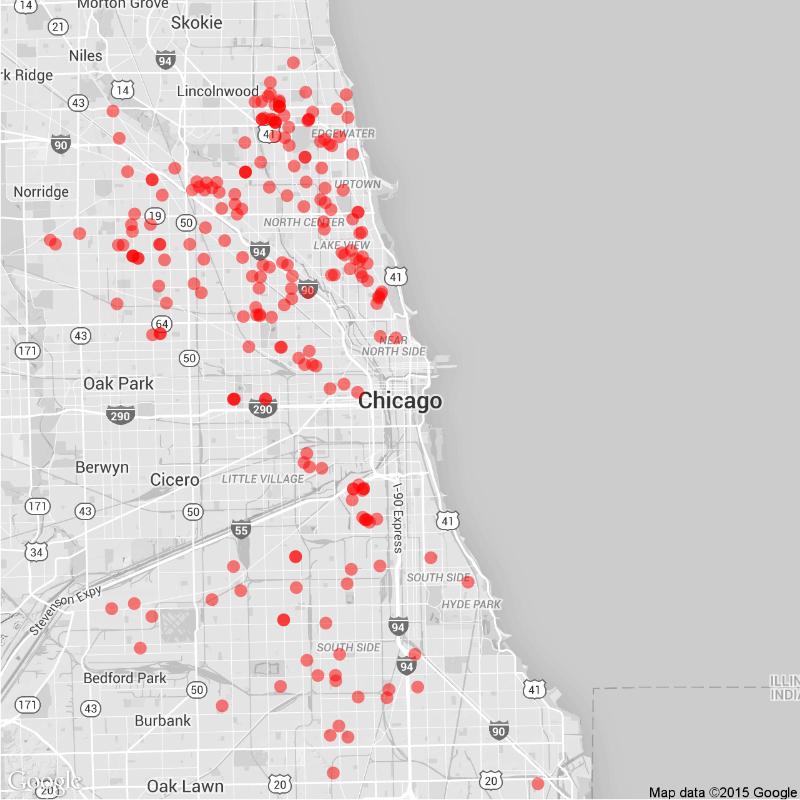 14
Morton Grove
21
Skokie
Niles
94
rk Ridge
14
Lincolnwood
43
41
EDGEWATER
90
Norridge
UPTOWN
19
50
NORTH CENTER
LAKE VIEW
94
41
90
64
43
171
50
NEAR
NORTH SIDE
Oak Park
Chicago
290
290
Berwyn
Cicero
LITTLE VILLAGE
171
43
50
I-90 Express
41
55
34
SOUTH SIDE
Stevenson Expy
HYDE PARK
94
SOUTH SIDE
94
Bedford Park
ILLIN
INDIA
50
41
171
43
Burbank
90
Google
20
Oak Lawn
20
20
Map data ©2015 Google